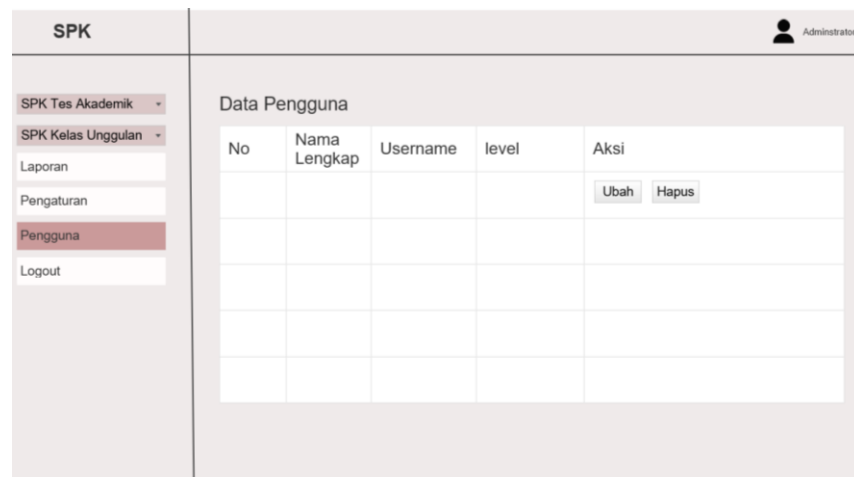 SPK
Adminstrator
SPK Tes Akademik
SPK Kelas Unggulan
Laporan
Pengaturan
Pengguna
Logout
Data Pengguna
No Nama Lengkap Username level Aksi
Ubah Hapus